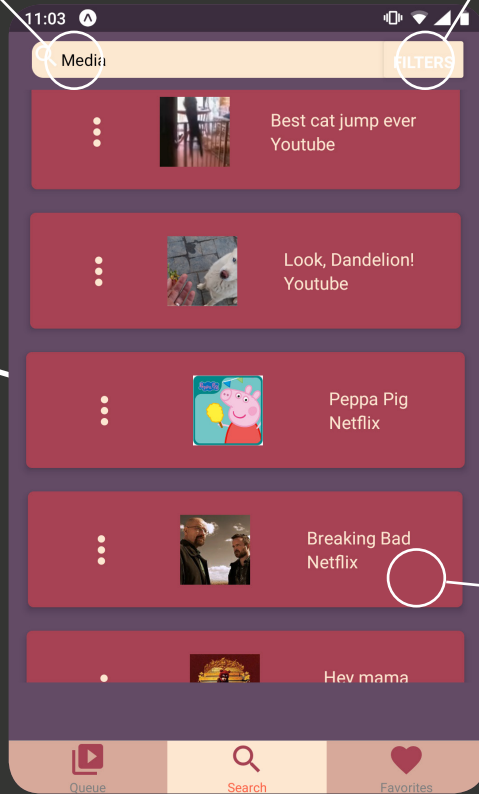 11:03
Media
FILTERS
Best cat jump ever
Youtube
Look, Dandelion!
Youtube
Peppa Pig
Netflix
Breaking Bad
Netflix
Hey mama
Queue
Search
Favorites